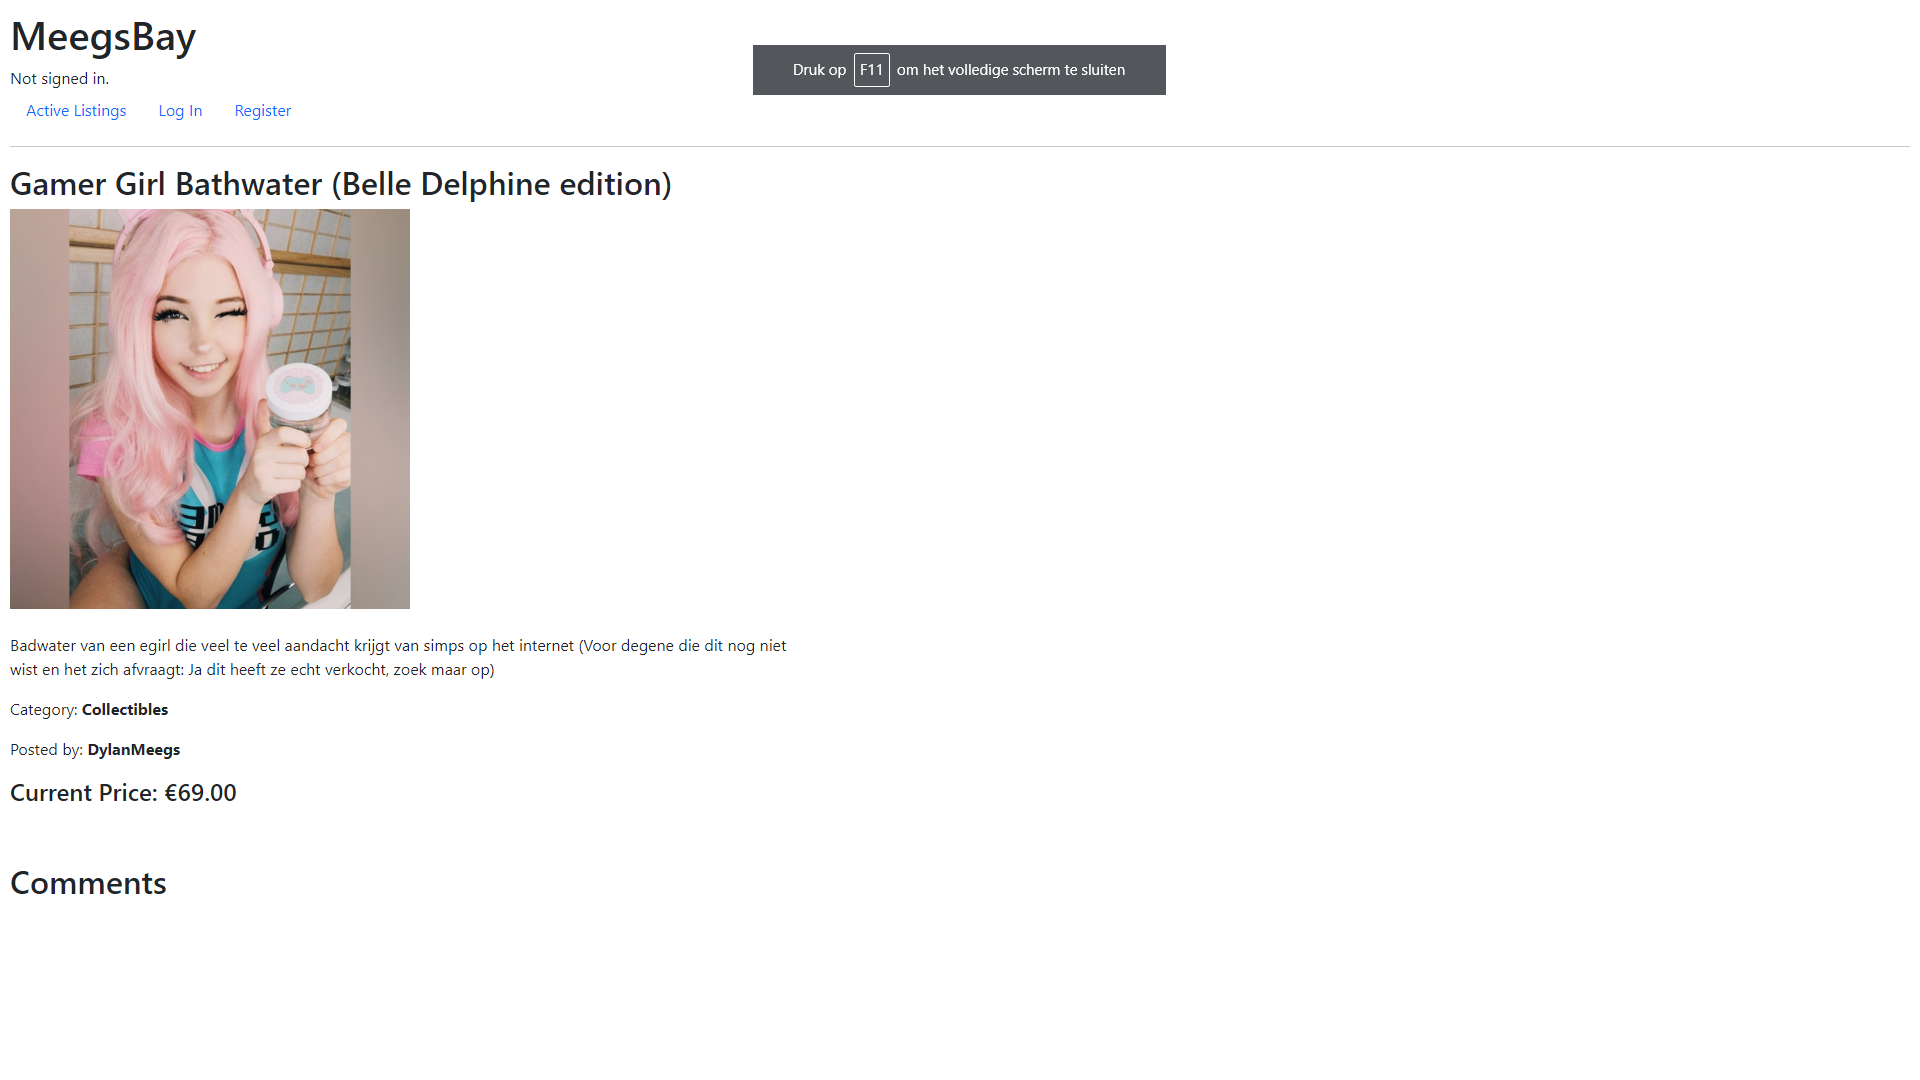 MeegsBay
Not signed in.
Druk op F11 om het volledige scherm te sluiten
Active Listings Log In Register
Gamer Girl Bathwater (Belle Delphine edition)
Badwater van een egirl die veel te veel aandacht krijgt van simps op het internet (Voor degene die dit nog niet
wist en het zich afvraagt: Ja dit heeft ze echt verkocht, zoek maar op)
Category: Collectibles
Posted by: DylanMeegs
Current Price: €69.00
Comments